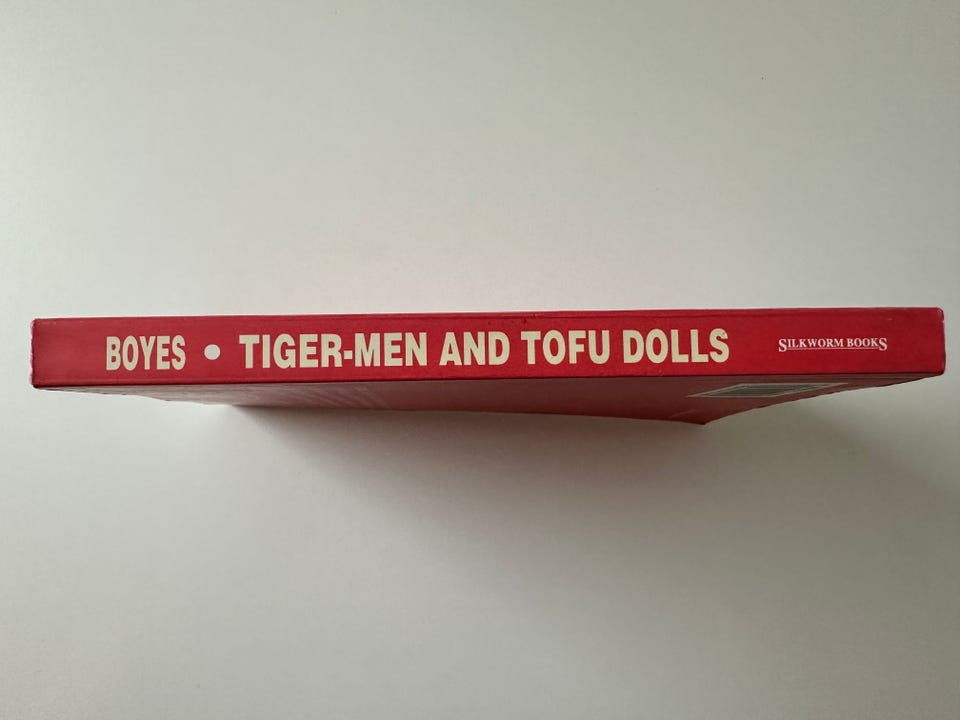 BOYES • TIGER-MEN AND TOFU DOLLS SILKWORM BOOKS